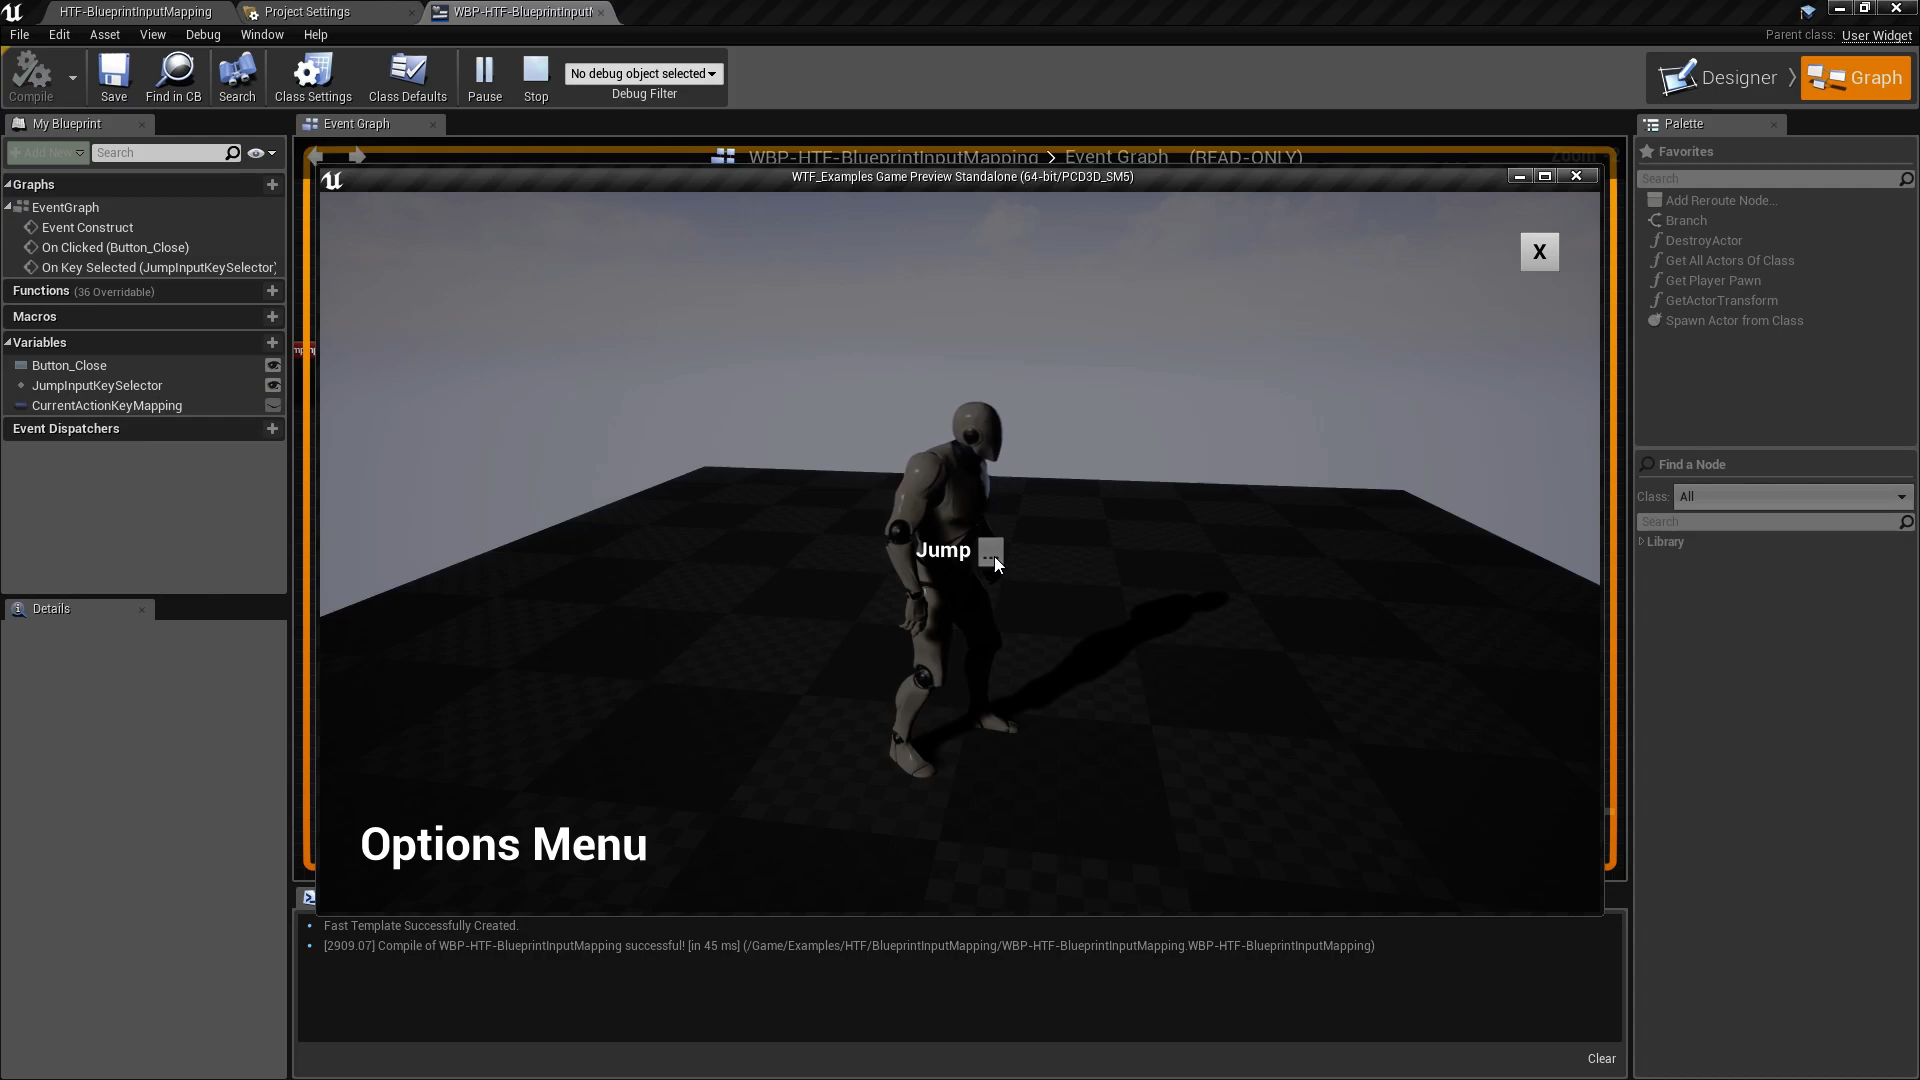 HTF-BlueprintInputMapping
Project Settings
WBP-HTF-BlueprintInputM
File Edit Asset View Debug Window Help
Parent class: User Widget
Compile
Save
Find in CB
Search
Class Settings
Class Defaults
Pause
Stop
No debug object selected
Debug Filter
Designer
Graph
My Blueprint
Event Graph
Palette
Add New
Search
WBP-HTF-BlueprintInputMapping > Event Graph (READ-ONLY)
Zoom -2
Favorites
Search
WTF_Examples Game Preview Standalone (64-bit/PCD3D_SM5)
Graphs
EventGraph
Event Construct
On Clicked (Button_Close)
On Key Selected (JumpInputKeySelector)
Functions (36 Overridable)
Macros
Variables
Button_Close
JumpInputKeySelector
CurrentActionKeyMapping
Event Dispatchers
Add Reroute Node...
Branch
DestroyActor
Get All Actors Of Class
Get Player Pawn
GetActorTransform
Spawn Actor from Class
X
Jump ...
Options Menu
Find a Node
Class: All
Search
Library
Details
Fast Template Successfully Created.
[2909.07] Compile of WBP-HTF-BlueprintInputMapping successful! [in 45 ms] (/Game/Examples/HTF/BlueprintInputMapping/WBP-HTF-BlueprintInputMapping.WBP-HTF-BlueprintInputMapping)
Clear